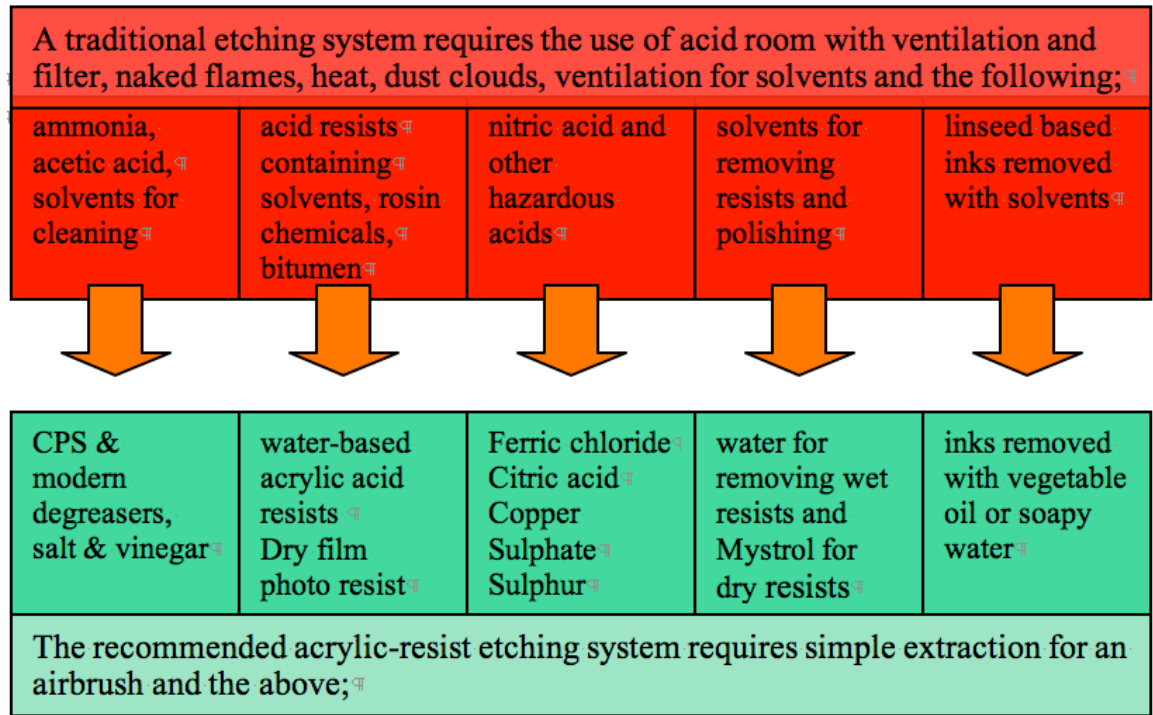 A traditional etching system requires the use of acid room with ventilation and
filter, naked flames, heat, dust clouds, ventilation for solvents and the following;
ammonia,
acetic acid,
solvents for
cleaning
acid resists
containing
solvents, rosin
chemicals,
bitumen
nitric acid and
other
hazardous
acids
solvents for
removing
resists and
polishing
linseed based
inks removed
with solvents
CPS &
modern
degreasers,
salt & vinegar
water-based
acrylic acid
resists
Dry film
photo resist
Ferric chloride
Citric acid
Copper
Sulphate
Sulphur
water for
removing wet
resists and
Mystrol for
dry resists
inks removed
with vegetable
oil or soapy
water
The recommended acrylic-resist etching system requires simple extraction for an
airbrush and the above;